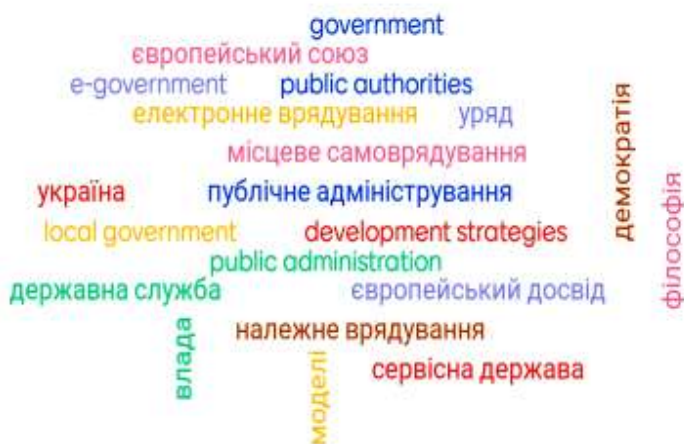 government
європейський союз
e-government public authorities
електронне врядування уряд
місцеве самоврядування
україна публічне адміністрування
local government development strategies
public administration
державна служба європейський досвід
належне врядування
сервісна держава
демократія
філософія
влада
моделі